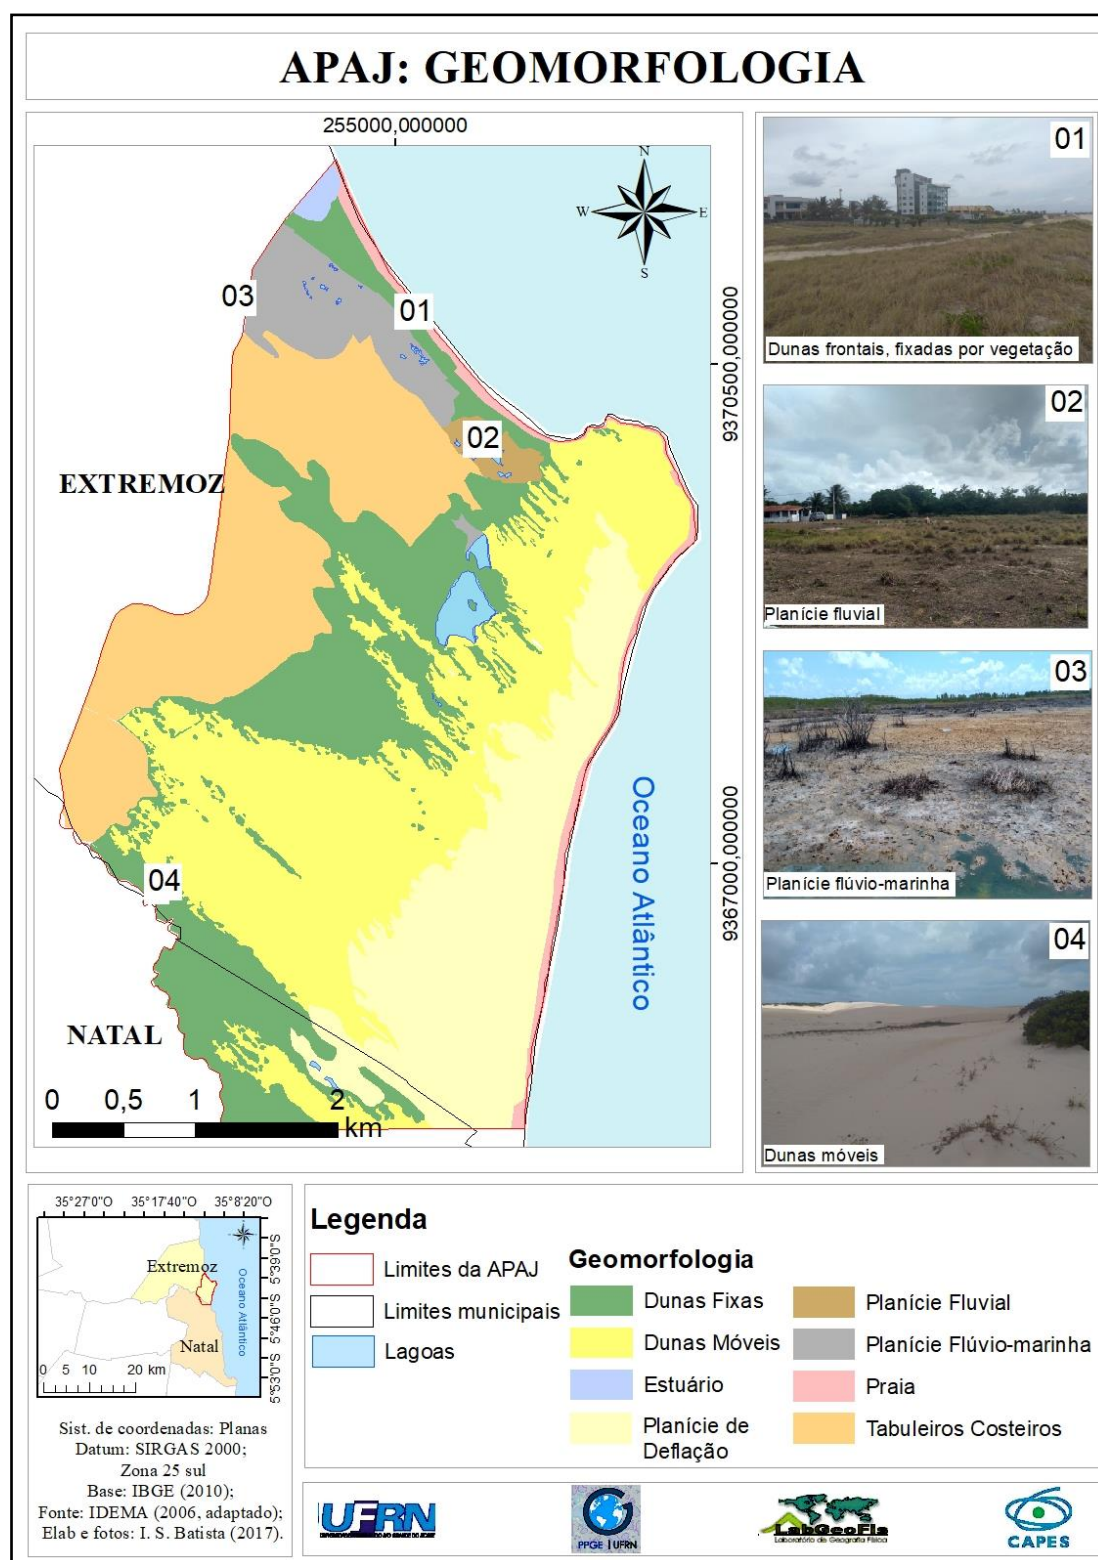 APAJ: GEOMORFOLOGIA
255000,000000
N
W
E
S
03
01
02
EXTREMOZ
04
NATAL
9370500,000000
9367000,000000
Oceano Atlântico
0 0,5 1 2
km
01
Dunas frontais, fixadas por vegetação
02
Planície fluvial
03
Planície flúvio-marinha
04
Dunas móveis
35°27'0"O 35°17'40"O 35°8'20"O
5°39'0"S
5°46'0"S
5°53'0"S
Extremoz
Natal
Oceano Atlântico
0 5 10 20 km
Sist. de coordenadas: Planas
Datum: SIRGAS 2000;
Zona 25 sul
Base: IBGE (2010);
Fonte: IDEMA (2006, adaptado);
Elab e fotos: I. S. Batista (2017).
Legenda
Limites da APAJ
Limites municipais
Lagoas
Geomorfologia
Dunas Fixas
Dunas Móveis
Estuário
Planície de
Deflação
Planície Fluvial
Planície Flúvio-marinha
Praia
Tabuleiros Costeiros
UFRN
PPGE | UFRN
LabGeoFis
Laboratório de Geografia Física
CAPES